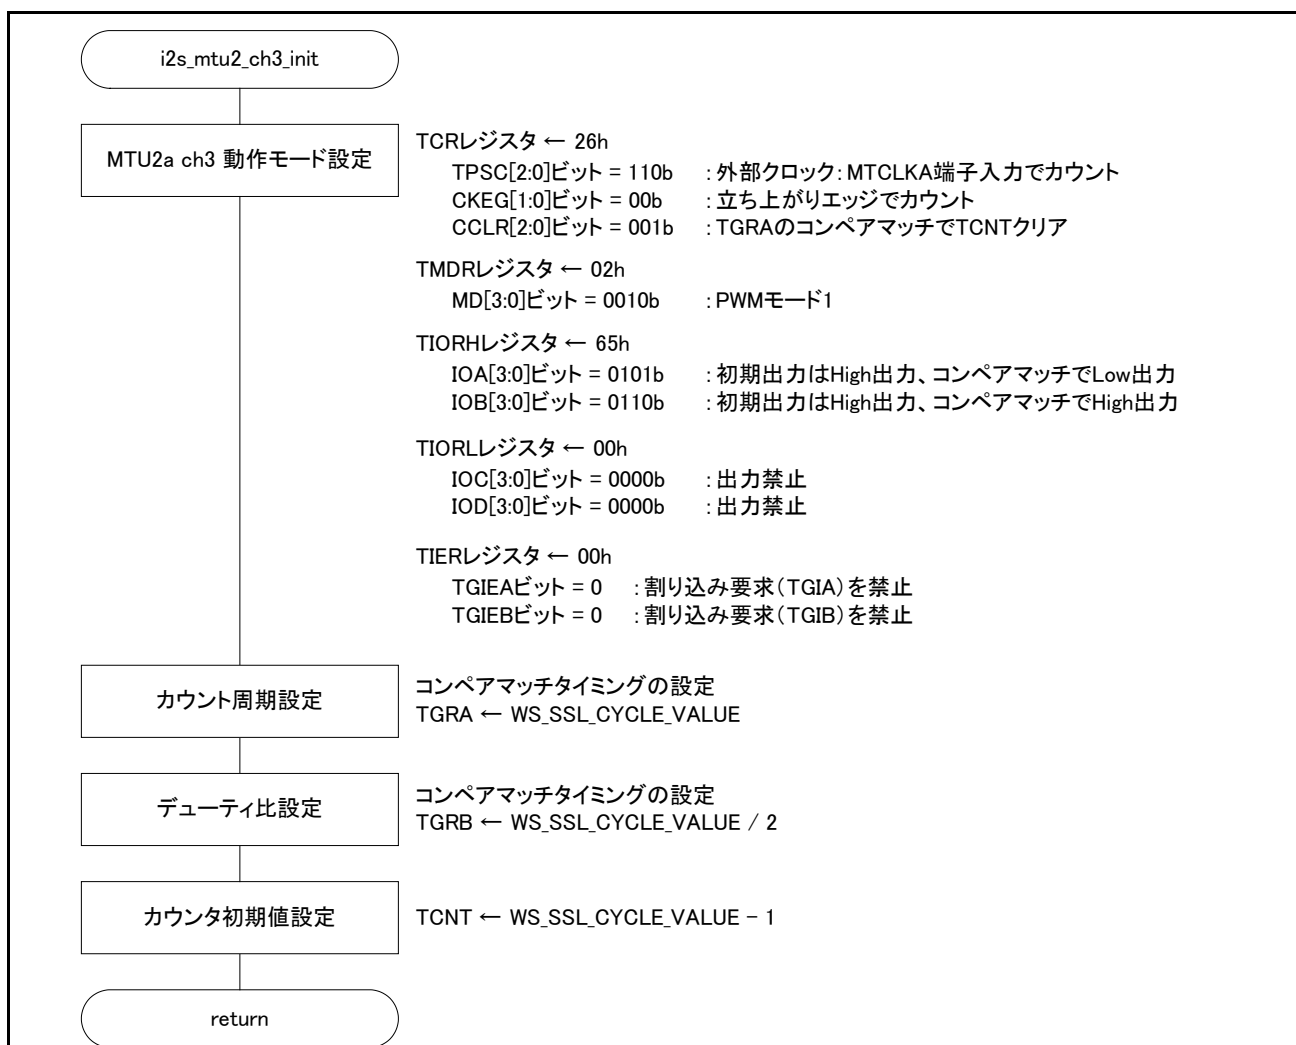 i2s_mtu2_ch3_init
MTU2a ch3 動作モード設定
TCRレジスタ ← 26h
TPSC[2:0]ビット = 110b : 外部クロック: MTCLKA端子入力でカウント
CKEG[1:0]ビット = 00b : 立ち上がりエッジでカウント
CCLR[2:0]ビット = 001b : TGRAのコンペアマッチでTCNTクリア
TMDRレジスタ ← 02h
MD[3:0]ビット = 0010b : PWMモード1
TIORHレジスタ ← 65h
IOA[3:0]ビット = 0101b : 初期出力はHigh出力、コンペアマッチでLow出力
IOB[3:0]ビット = 0110b : 初期出力はHigh出力、コンペアマッチでHigh出力
TIORLレジスタ ← 00h
IOC[3:0]ビット = 0000b : 出力禁止
IOD[3:0]ビット = 0000b : 出力禁止
TIERレジスタ ← 00h
TGIEAビット = 0 : 割り込み要求(TGIA)を禁止
TGIEBビット = 0 : 割り込み要求(TGIB)を禁止
カウント周期設定
コンペアマッチタイミングの設定
TGRA ← WS_SSL_CYCLE_VALUE
デューティ比設定
コンペアマッチタイミングの設定
TGRB ← WS_SSL_CYCLE_VALUE / 2
カウンタ初期値設定
TCNT ← WS_SSL_CYCLE_VALUE - 1
return